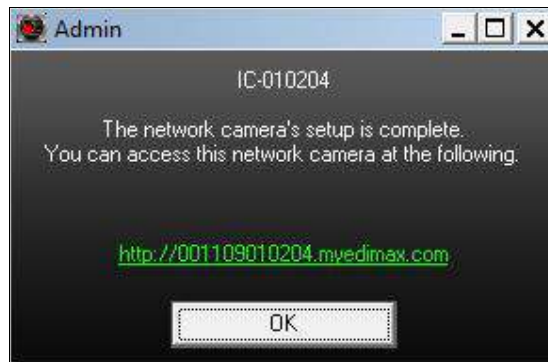 Admin
IC-010204
The network camera's setup is complete.
You can access this network camera at the following.
http://001109010204.myedimax.com
OK